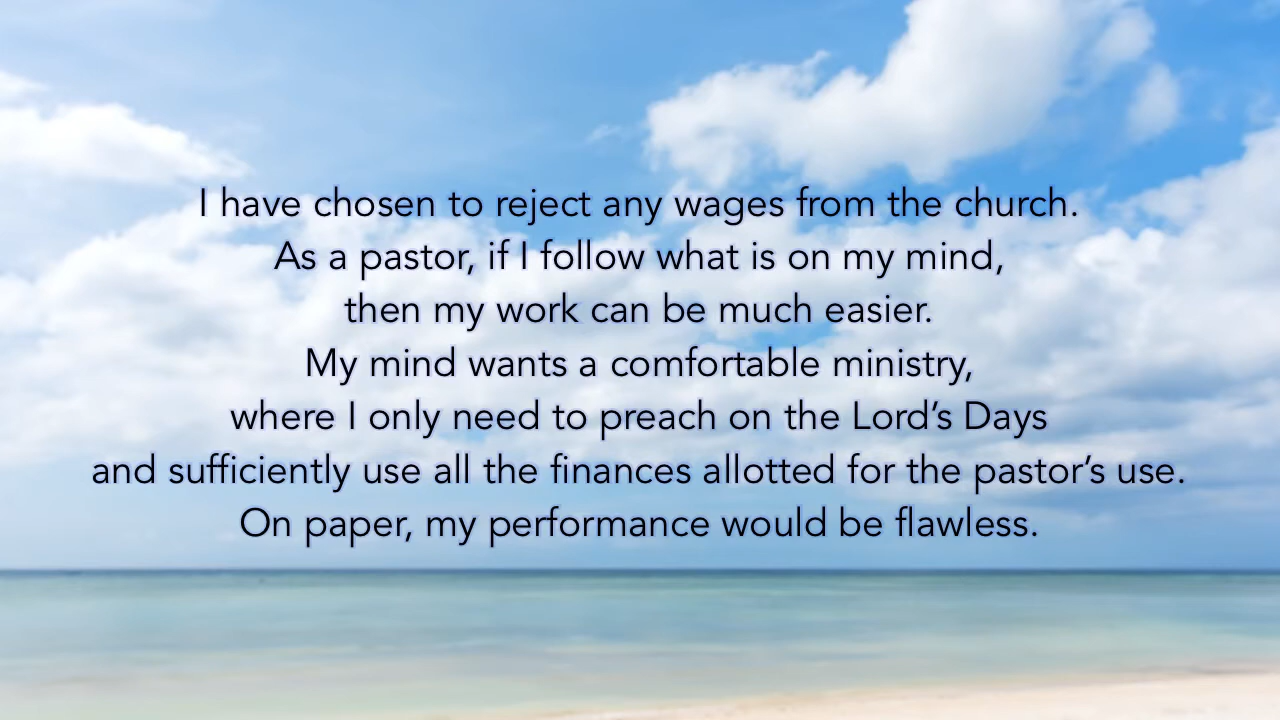 I have chosen to reject any wages from the church.
As a pastor, if I follow what is on my mind,
then my work can be much easier.
My mind wants a comfortable ministry,
where I only need to preach on the Lord’s Days
and sufficiently use all the finances allotted for the pastor’s use.
On paper, my performance would be flawless.